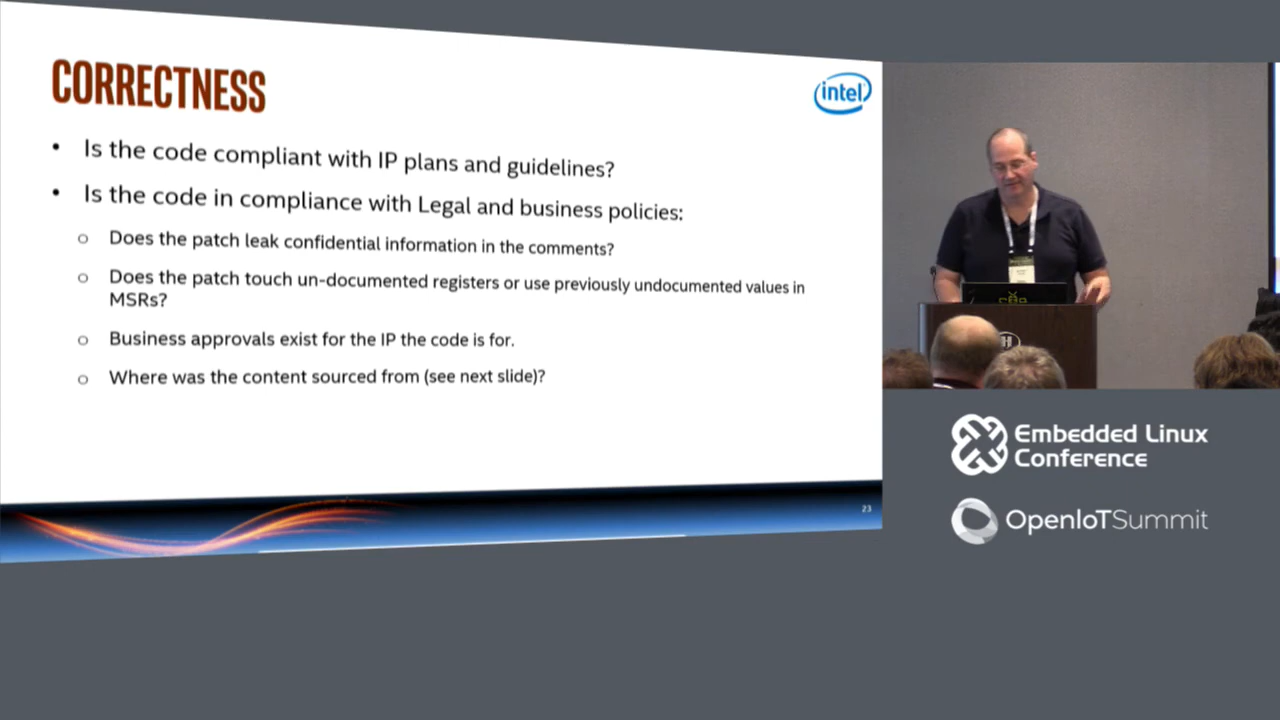 CORRECTNESS
intel
• Is the code compliant with IP plans and guidelines?
• Is the code in compliance with Legal and business policies:
o Does the patch leak confidential information in the comments?
o Does the patch touch un-documented registers or use previously undocumented values in
MSRs?
o Business approvals exist for the IP the code is for.
o Where was the content sourced from (see next slide)?
23
Embedded Linux
Conference
OpenIoTSummit